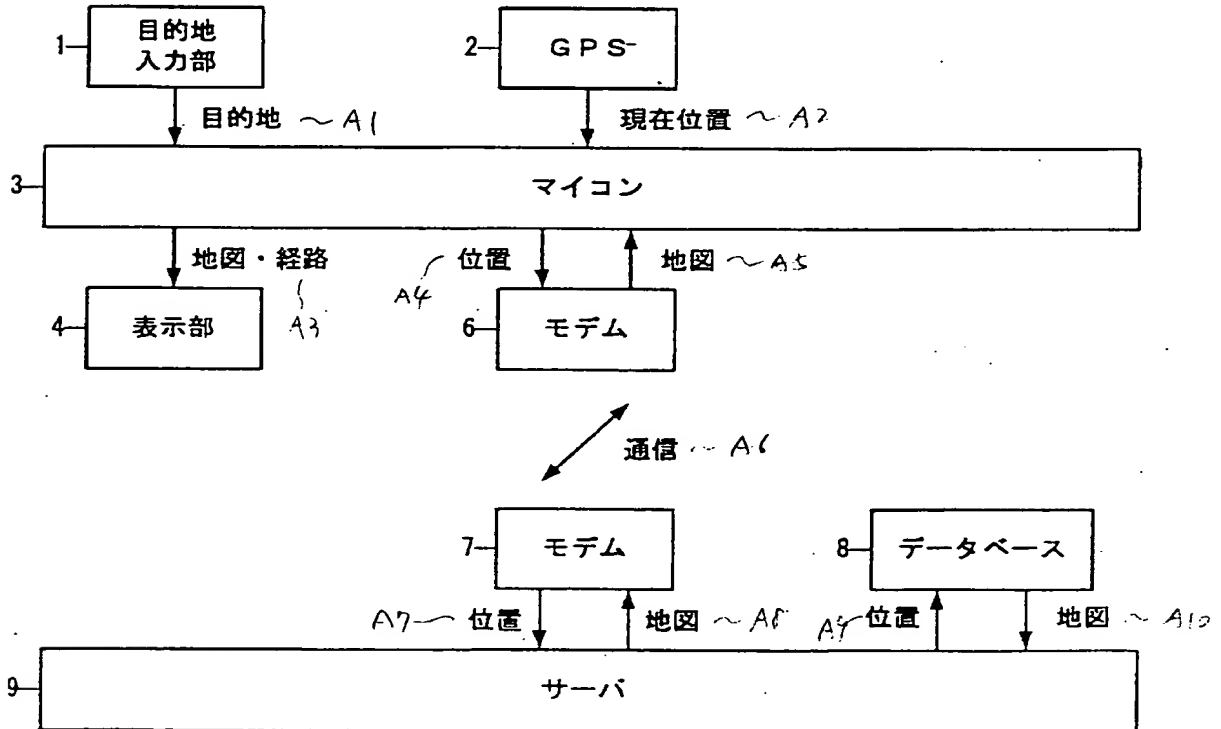 1 目的地
入力部
2 GPS
目的地 ～A1
現在位置 ～A2
3 マイコン
地図・経路
A3
位置
A4
地図 ～A5
4 表示部
6 モデム
通信 ～A6
7 モデム
8 データベース
A7～位置
地図 ～A8
A9 位置
地図 ～A10
9 サーバ